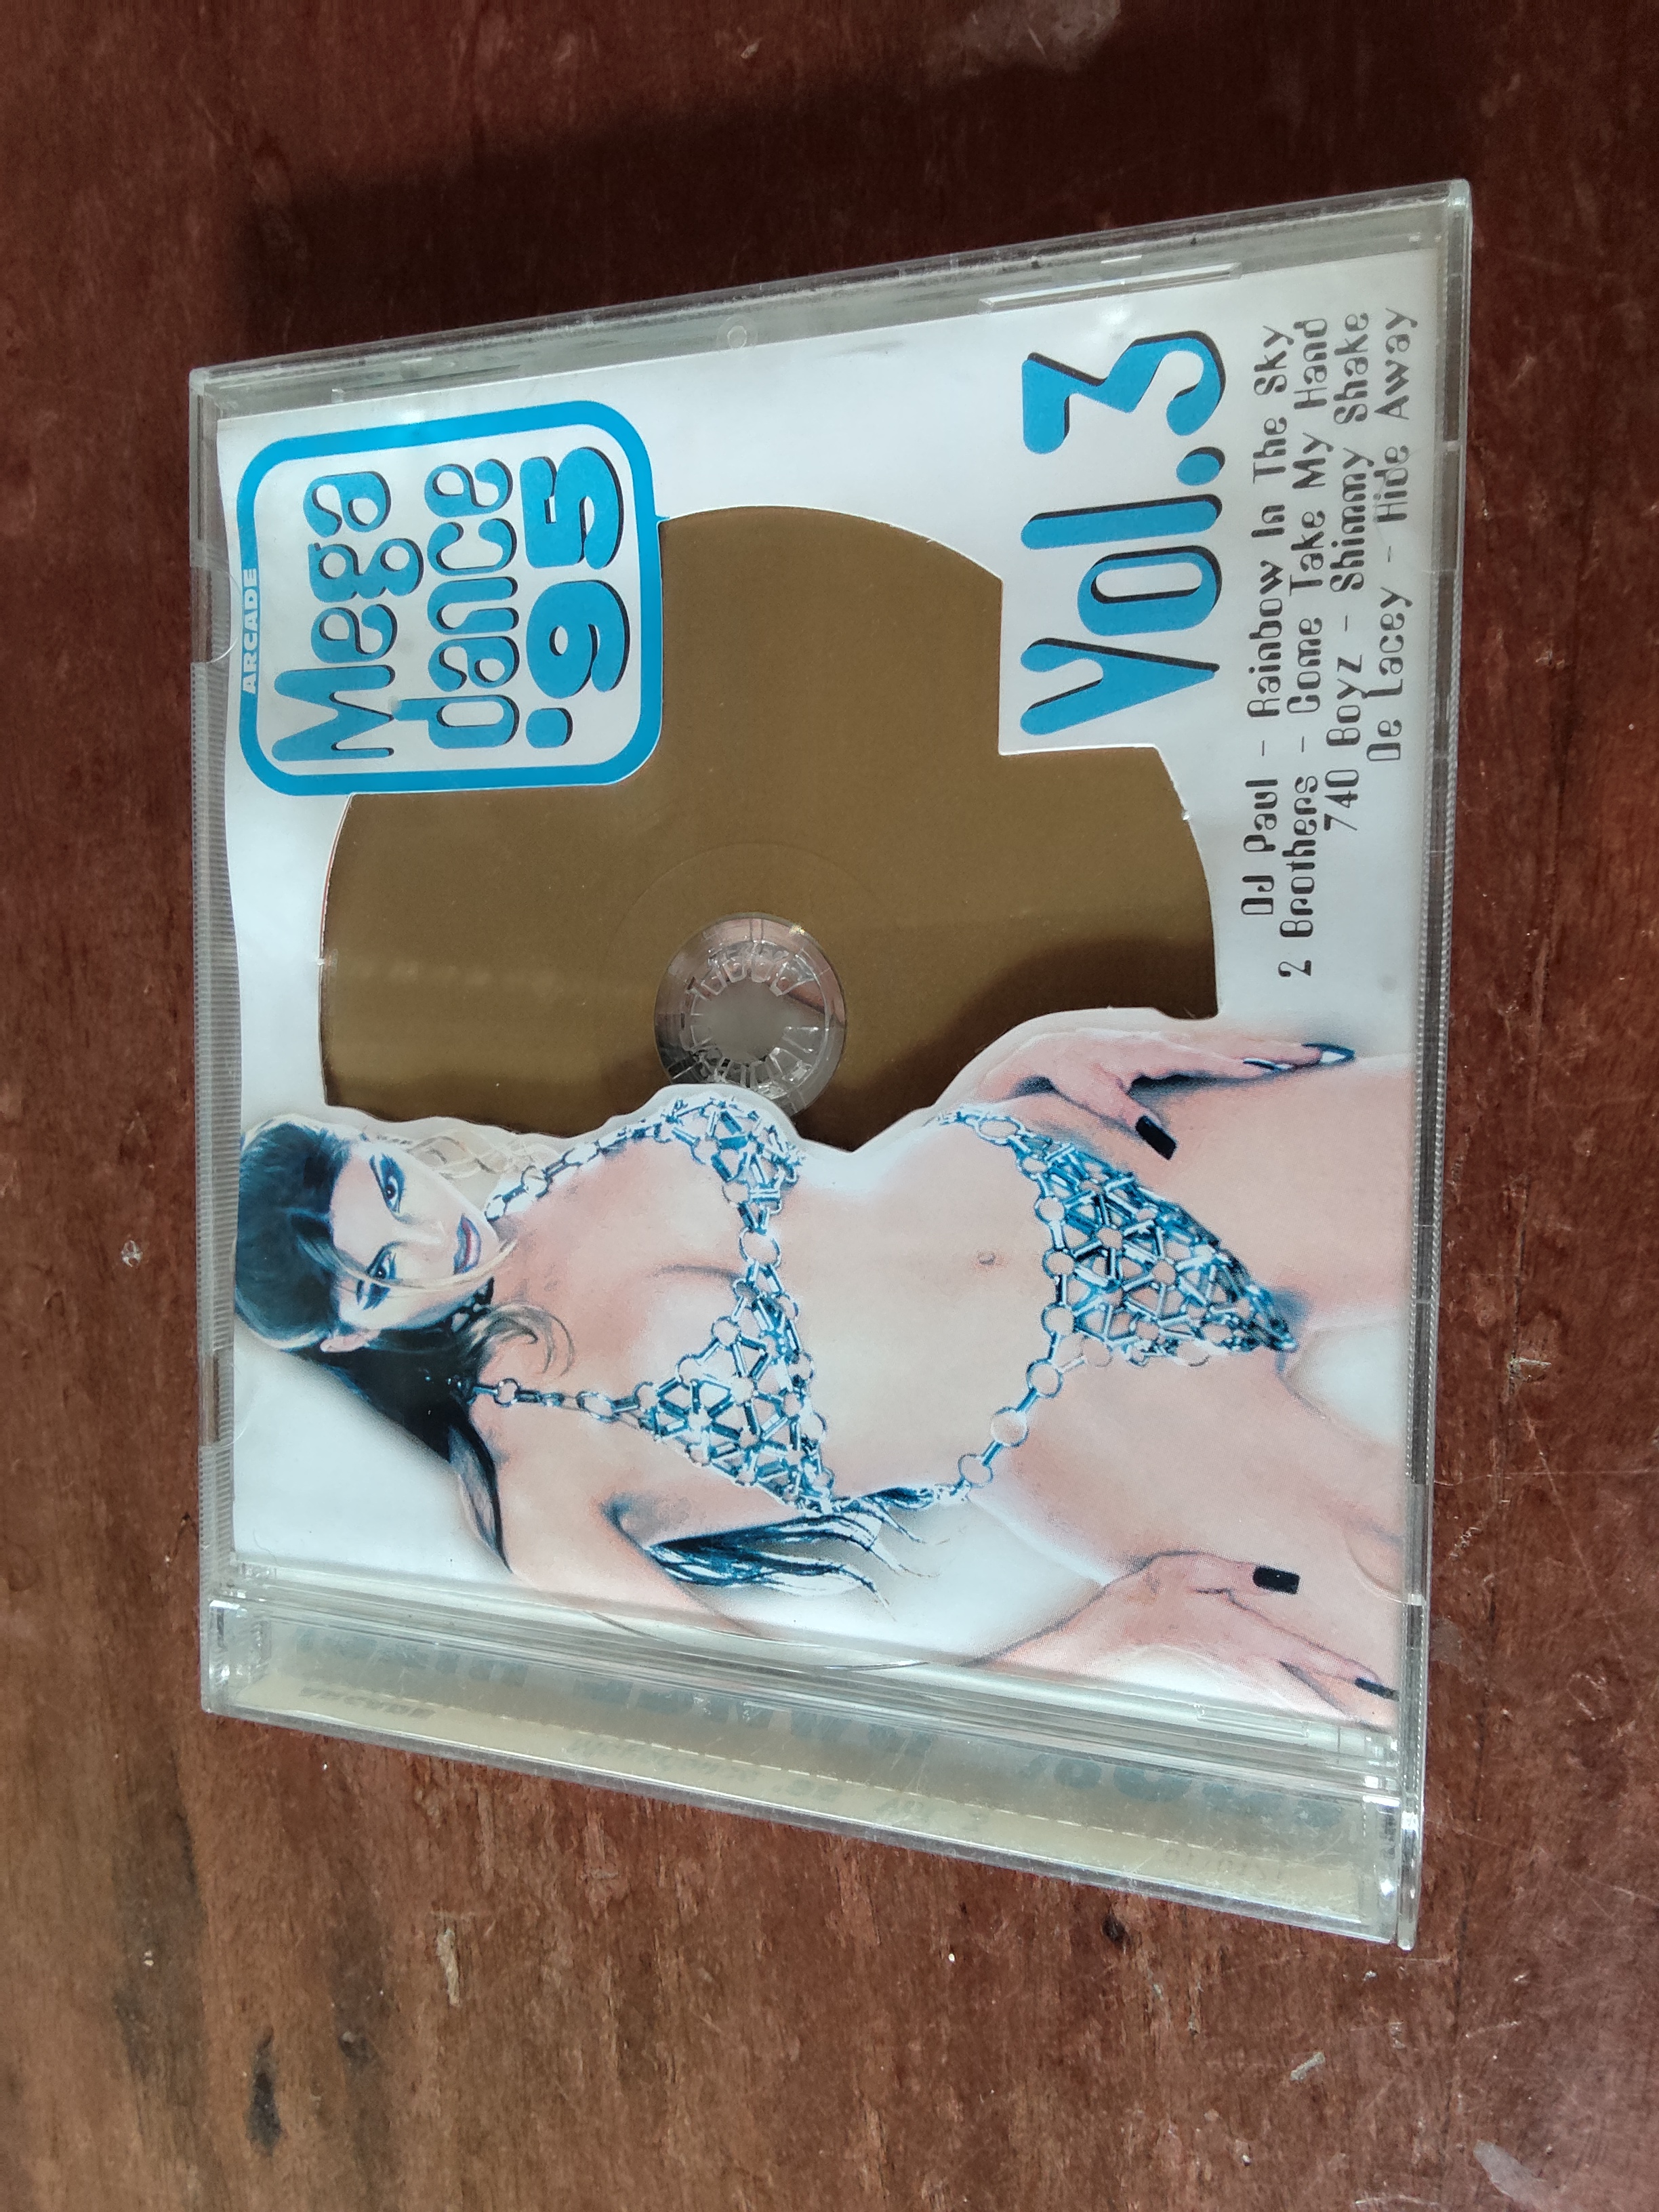 ARCADE
Mega
dance
'95
Vol.3
DJ Paul - Rainbow In The Sky
2 Brothers - Come Take My Hand
740 Boyz - Shimmy Shake
De Lacey - Hide Away